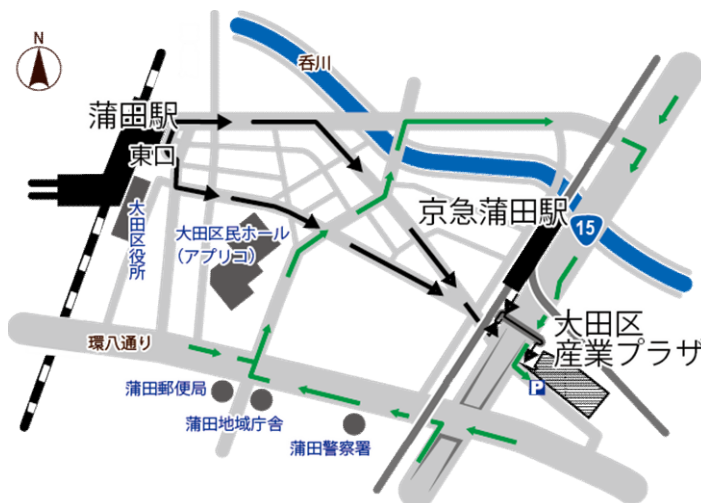 N
呑川
蒲田駅
東口
京急蒲田駅
15
大田区役所
大田区民ホール
(アプリコ)
大田区
産業プラザ
環八通り
P
蒲田郵便局
蒲田地域庁舎
蒲田警察署